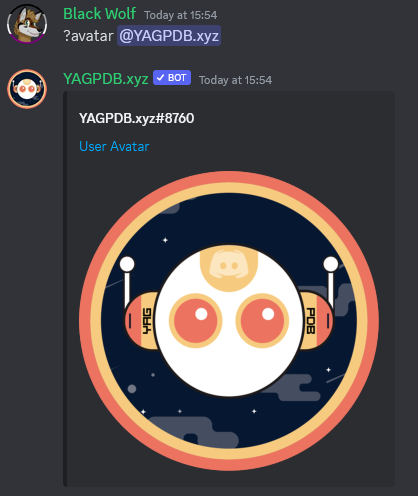 Black Wolf Today at 15:54
?avatar @YAGPDB.xyz
YAGPDB.xyz ✓ BOT Today at 15:54
YAGPDB.xyz#8760
User Avatar
YAG
PDB